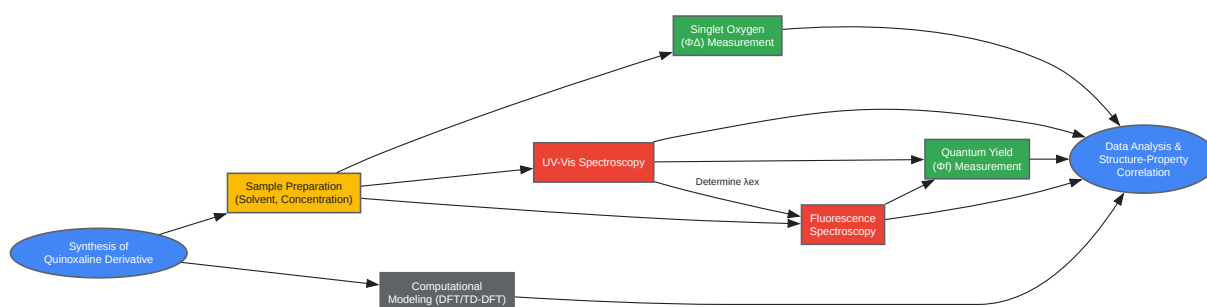 Synthesis of
Quinoxaline Derivative
Sample Preparation
(Solvent, Concentration)
Computational
Modeling (DFT/TD-DFT)
UV-Vis Spectroscopy
Determine λex
Singlet Oxygen
(ΦΔ) Measurement
Fluorescence
Spectroscopy
Quantum Yield
(Φf) Measurement
Data Analysis &
Structure-Property
Correlation